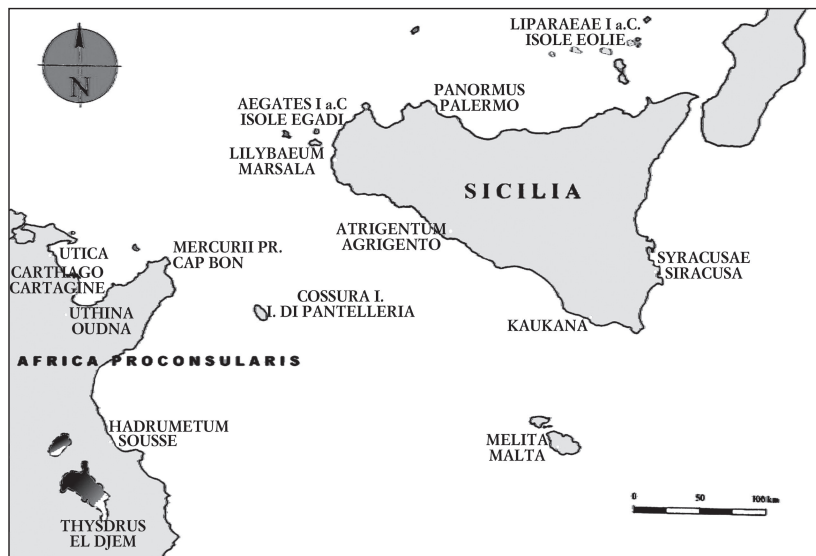 LIPARAEAE I a.C.
ISOLE EOLIE
N
PANORMUS
PALERMO
AEGATES I a.C
ISOLE EGADI
LILYBAEUM
MARSALA
SICILIA
ATRIGENTUM
AGRIGENTO
SYRACUSAE
SIRACUSA
UTICA
MERCURII PR.
CAP BON
CARTHAGO
CARTAGINE
COSSURA I.
I. DI PANTELLERIA
UTHINA
OUDNA
KAUKANA
AFRICA PROCONSULARIS
HADRUMETUM
SOUSSE
MELITA
MALTA
0 50 100 km
THYSDRUS
EL DJEM